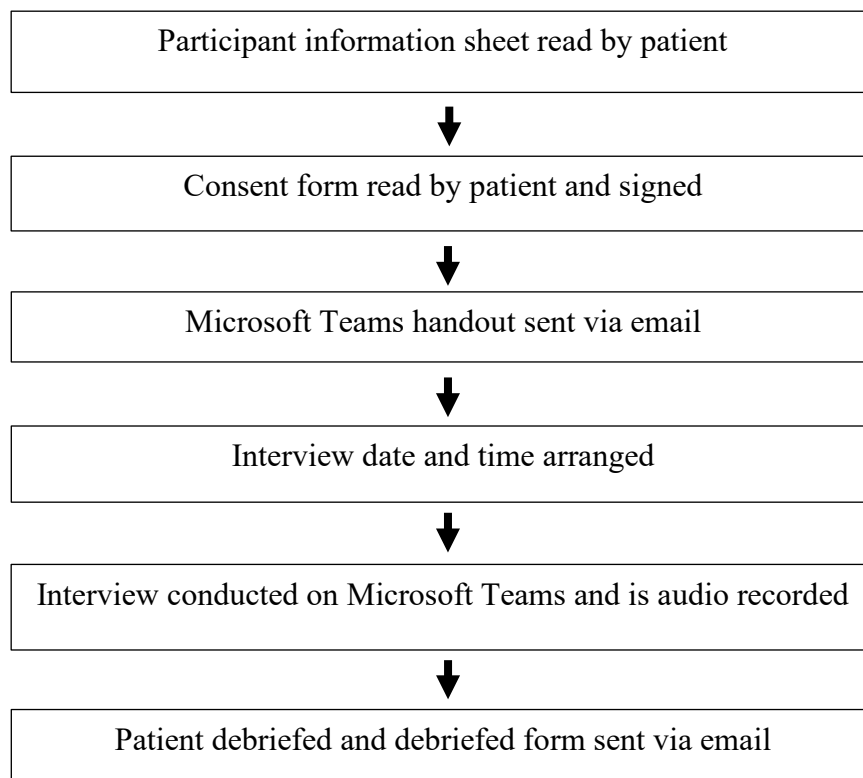 Participant information sheet read by patient
Consent form read by patient and signed
Microsoft Teams handout sent via email
Interview date and time arranged
Interview conducted on Microsoft Teams and is audio recorded
Patient debriefed and debriefed form sent via email